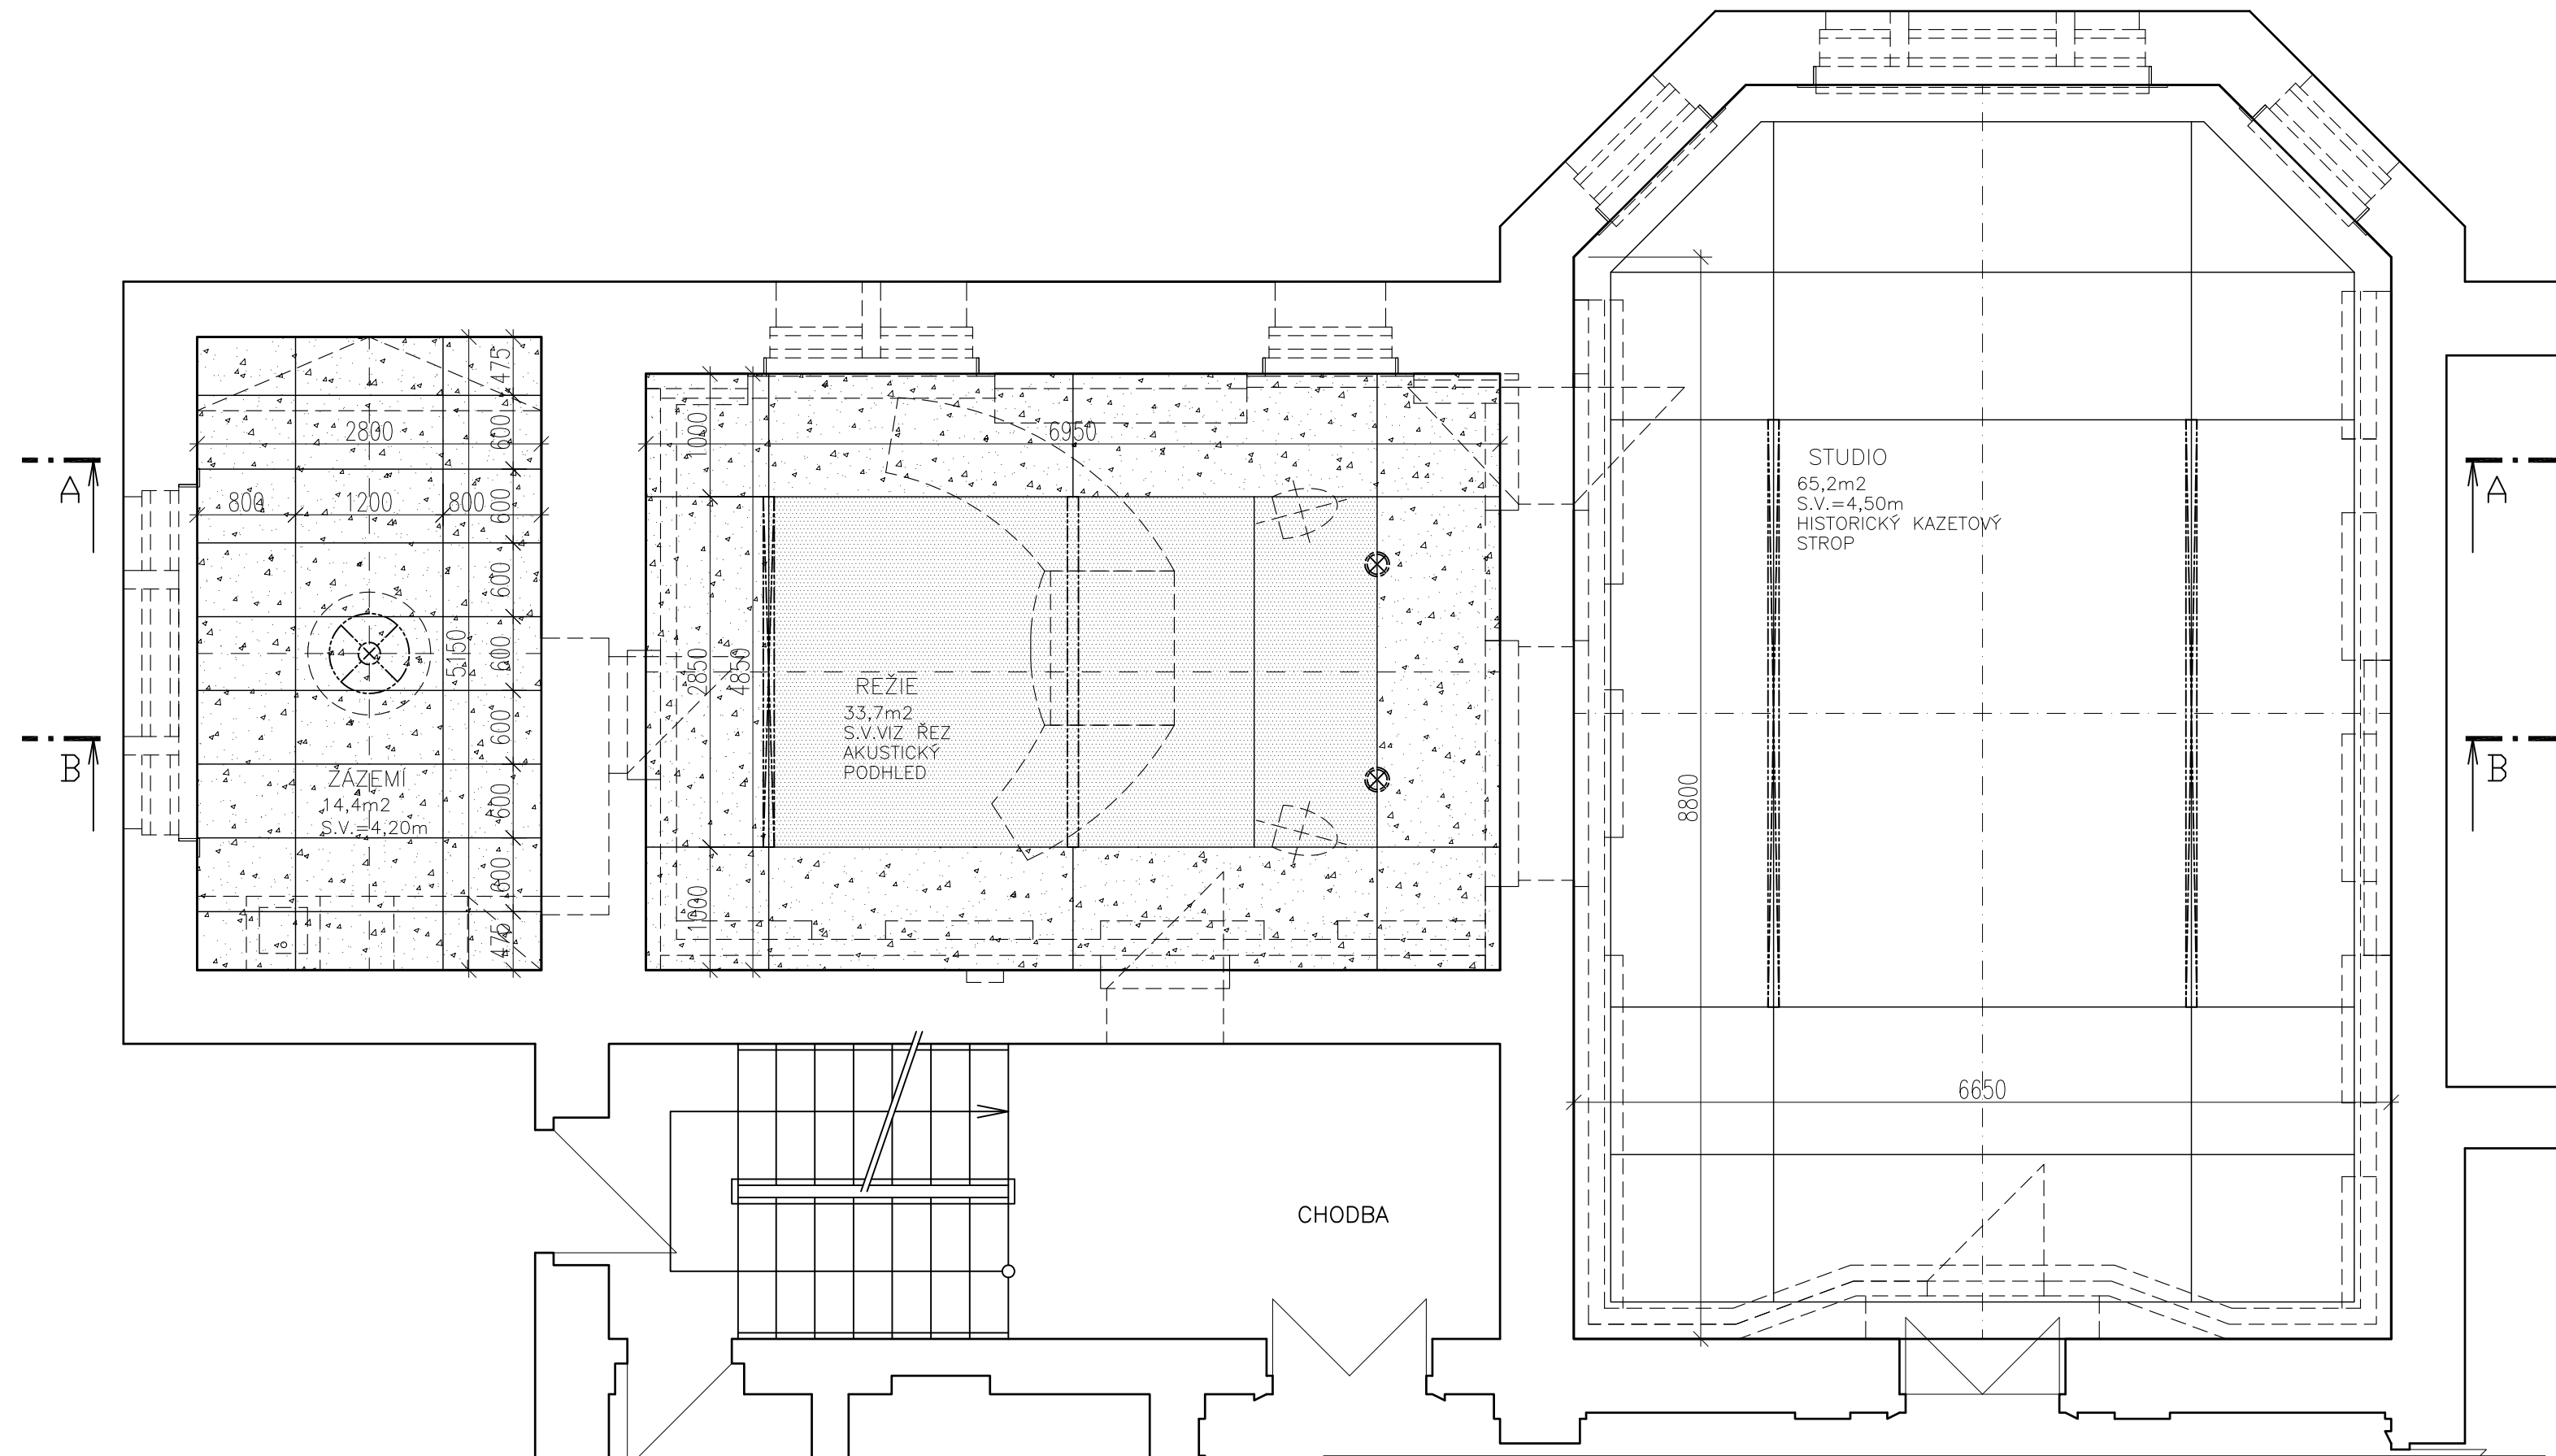 A
B
2800
800
1200
800
475
600
600
600
600
600
600
600
475
5150
ZÁZEMÍ
14,4m2
S.V.=4,20m
6950
1000
2850
4850
1000
REŽIE
33,7m2
S.V.VIZ ŘEZ
AKUSTICKÝ
PODHLED
STUDIO
65,2m2
S.V.=4,50m
HISTORICKÝ KAZETOVÝ
STROP
8800
6650
CHODBA
A
B